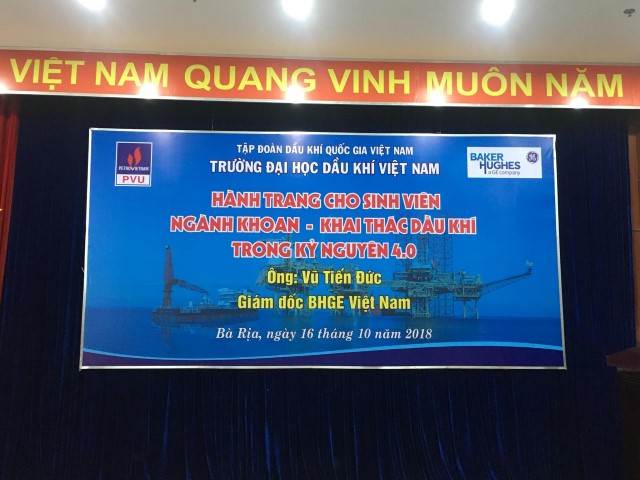 VIỆT NAM QUANG VINH MUÔN NĂM
PETROVIETNAM
PVU
TẬP ĐOÀN DẦU KHÍ QUỐC GIA VIỆT NAM
TRƯỜNG ĐẠI HỌC DẦU KHÍ VIỆT NAM
BAKER
HUGHES
a GE company
HÀNH TRANG CHO SINH VIÊN
NGÀNH KHOAN - KHAI THÁC DẦU KHÍ
TRONG KỶ NGUYÊN 4.0
Ông: Vũ Tiến Đức
Giám đốc BHGE Việt Nam
Bà Rịa, ngày 16 tháng 10 năm 2018